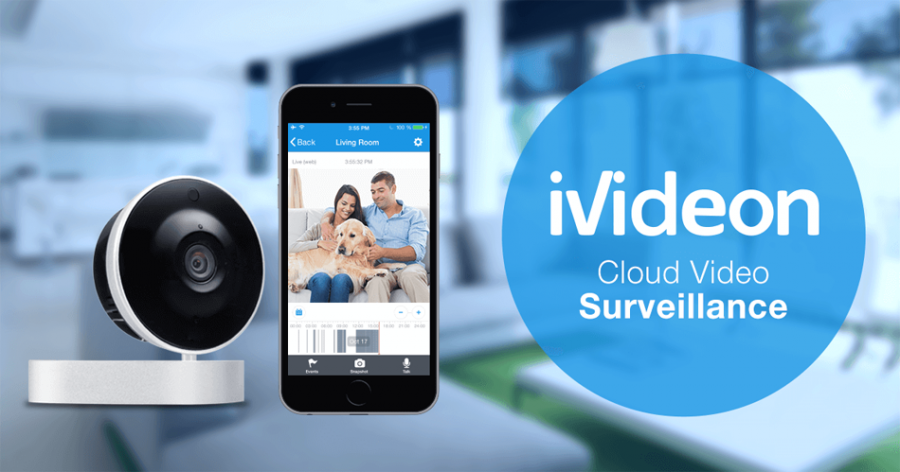 3:55 PM
100 %
Back
Living Room
Live (web)
3:55:32 PM
Oct 17
Events
Snapshot
Talk
iVideon
Cloud Video
Surveillance